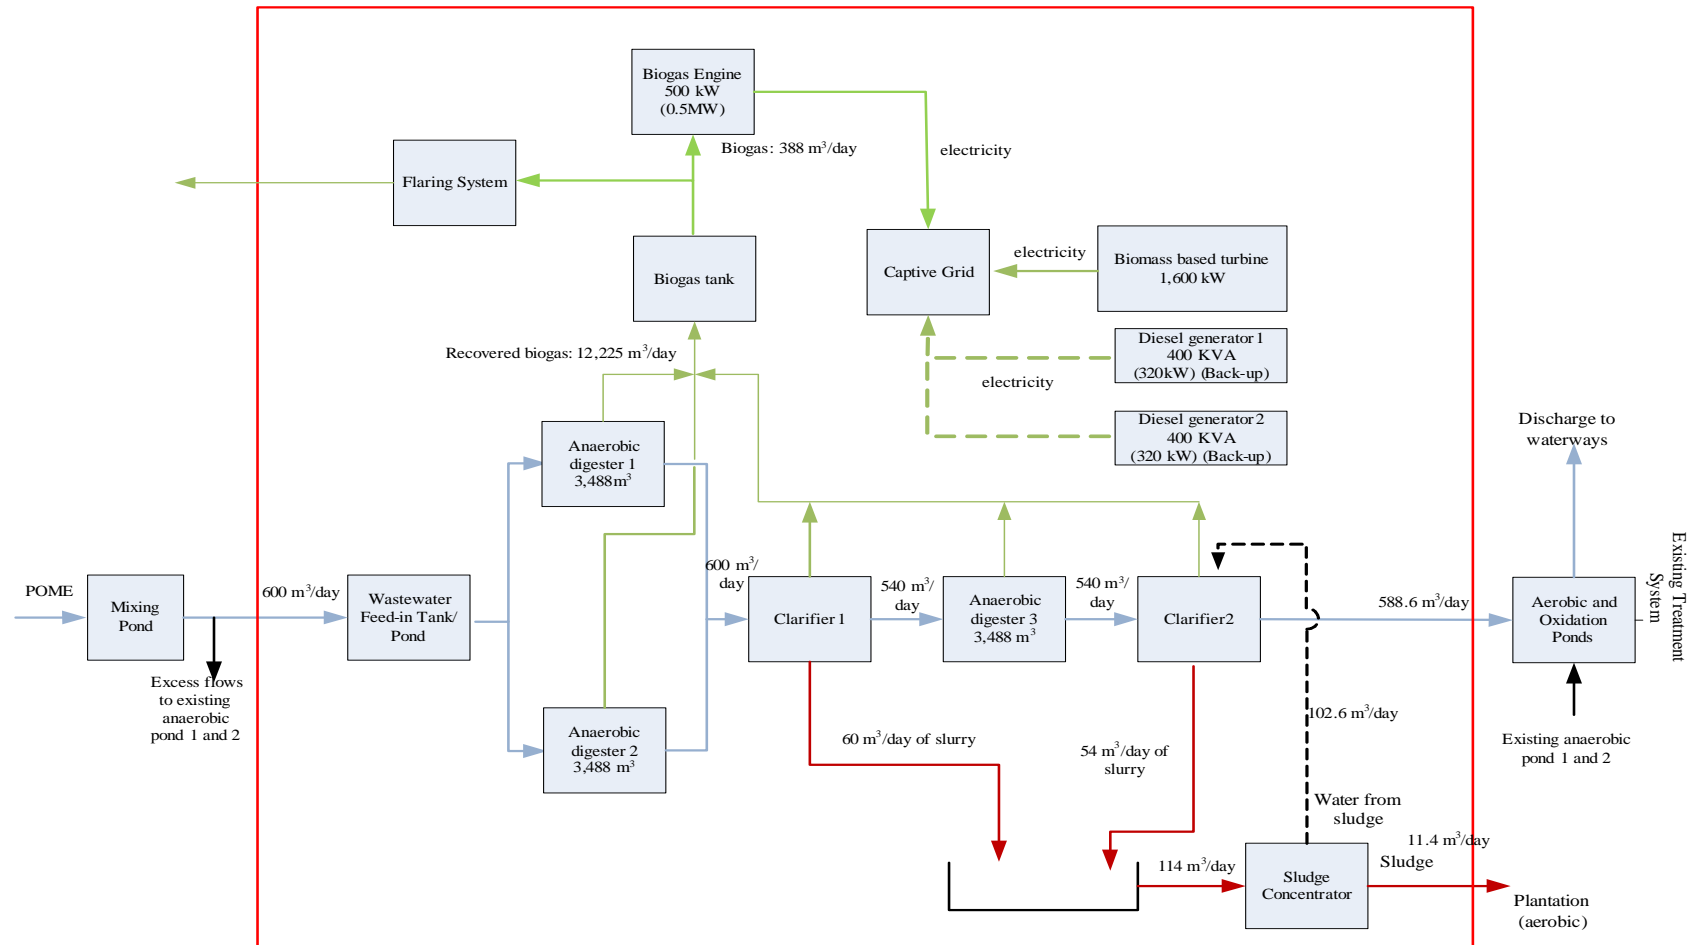 Biogas Engine
500 kW
(0.5MW)
Biogas: 388 m³/day
electricity
Flaring System
Biogas tank
Captive Grid
electricity
Biomass based turbine
1,600 kW
Recovered biogas: 12,225 m³/day
Diesel generator 1
400 KVA
(320kW) (Back-up)
electricity
Diesel generator 2
400 KVA
(320 kW) (Back-up)
Discharge to
waterways
Anaerobic
digester 1
3,488m³
POME
Mixing
Pond
600 m³/day
Wastewater
Feed-in Tank/
Pond
600 m³/
day
Clarifier 1
540 m³/
day
Anaerobic
digester 3
3,488 m³
540 m³/
day
Clarifier2
588.6 m³/day
Aerobic and
Oxidation
Ponds
Existing Treatment
System
Excess flows
to existing
anaerobic
pond 1 and 2
Anaerobic
digester 2
3,488 m³
60 m³/day of slurry
54 m³/day of
slurry
102.6 m³/day
Existing anaerobic
pond 1 and 2
Water from
sludge
114 m³/day
Sludge
Concentrator
11.4 m³/day
Sludge
Plantation
(aerobic)